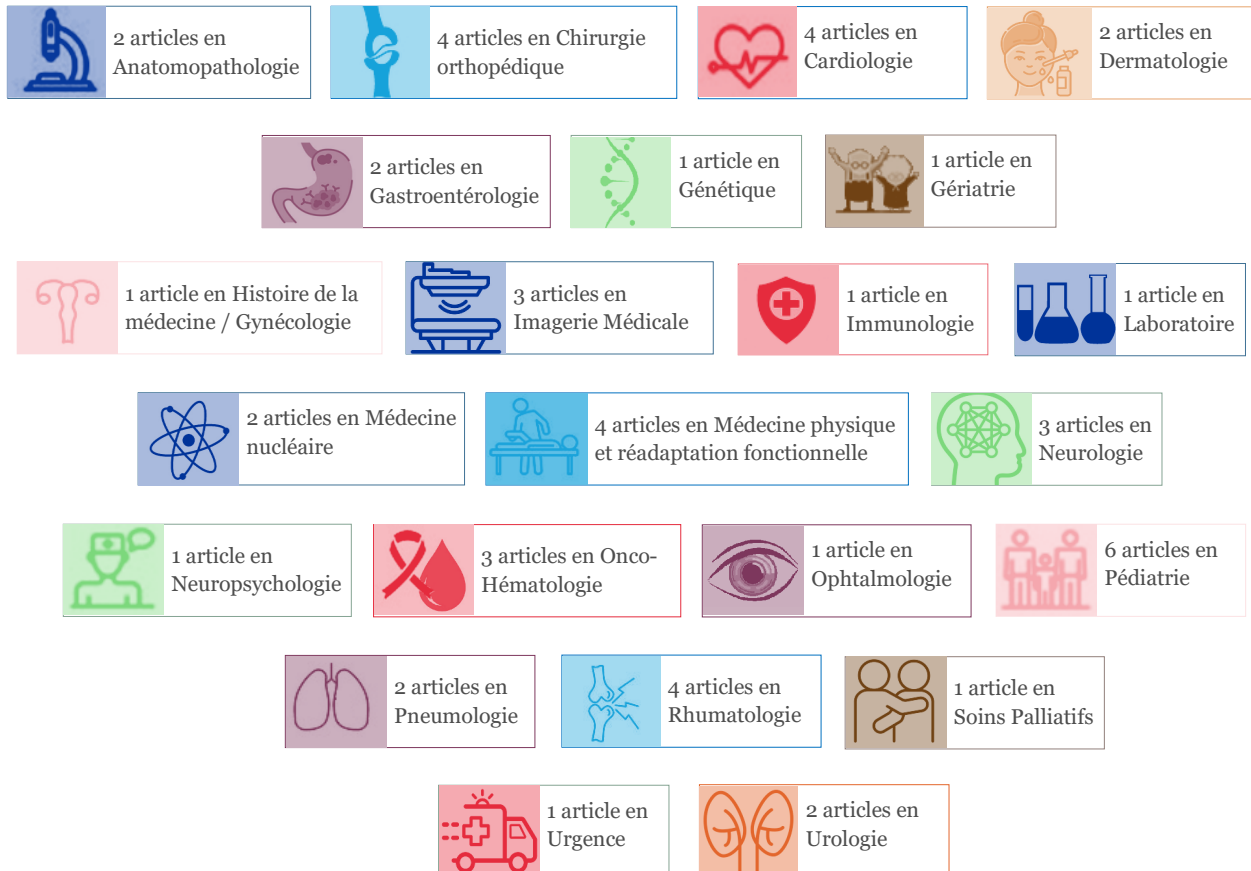 2 articles en
Anatomopathologie
4 articles en Chirurgie
orthopédique
4 articles en
Cardiologie
2 articles en
Dermatologie
2 articles en
Gastroentérologie
1 article en
Génétique
1 article en
Gériatrie
1 article en Histoire de la
médecine / Gynécologie
3 articles en
Imagerie Médicale
1 article en
Immunologie
1 article en
Laboratoire
2 articles en Médecine
nucléaire
4 articles en Médecine physique
et réadaptation fonctionnelle
3 articles en
Neurologie
1 article en
Neuropsychologie
3 articles en Onco-
Hématologie
1 article en
Ophtalmologie
6 articles en
Pédiatrie
2 articles en
Pneumologie
4 articles en
Rhumatologie
1 article en
Soins Palliatifs
1 article en
Urgence
2 articles en
Urologie